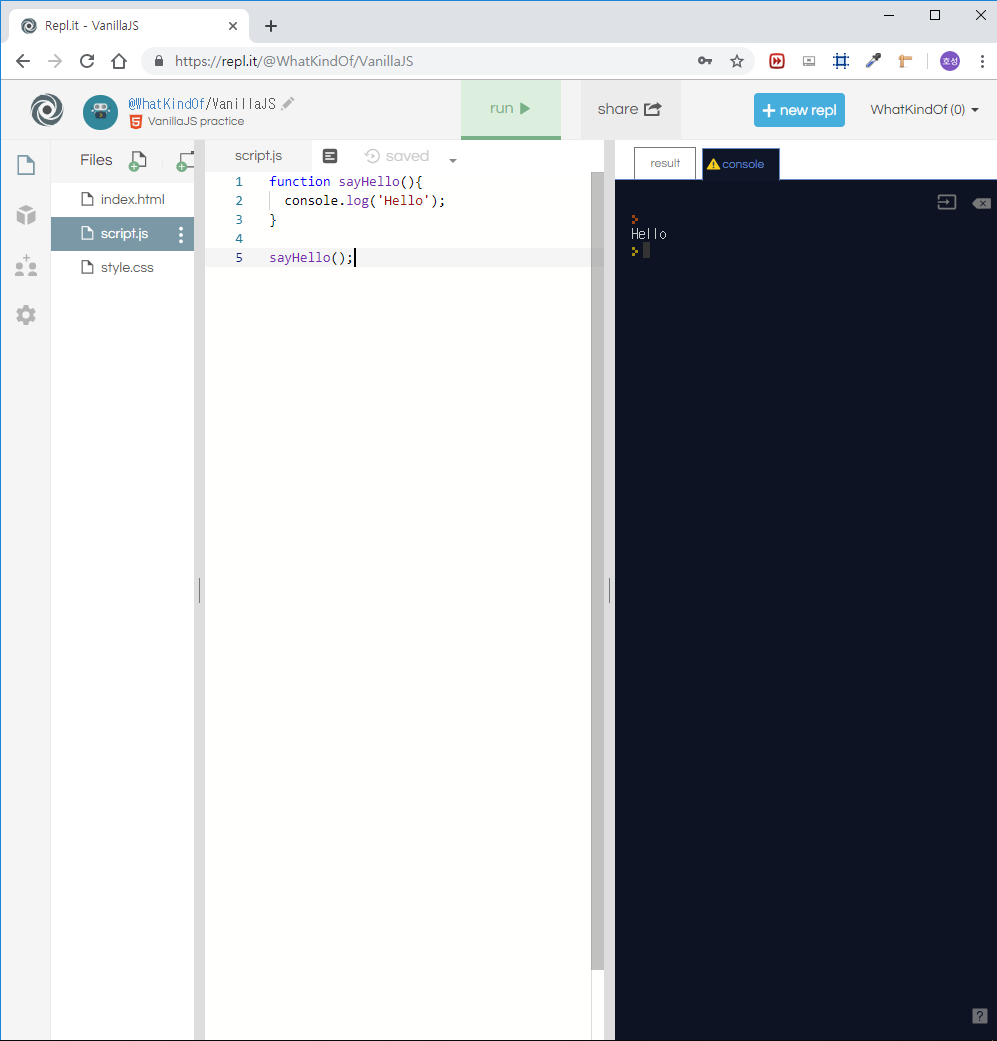 Repl.it - VanillaJS
https://repl.it/@WhatKindOf/VanillaJS
호성
@WhatKindOf/VanillaJS
VanillaJS practice
run
share
+ new repl
WhatKindOf (0)
Files
index.html
script.js
style.css
script.js
saved
1 function sayHello(){
2 console.log('Hello');
3 }
4
5 sayHello();
result
console
>
Hello
>
?